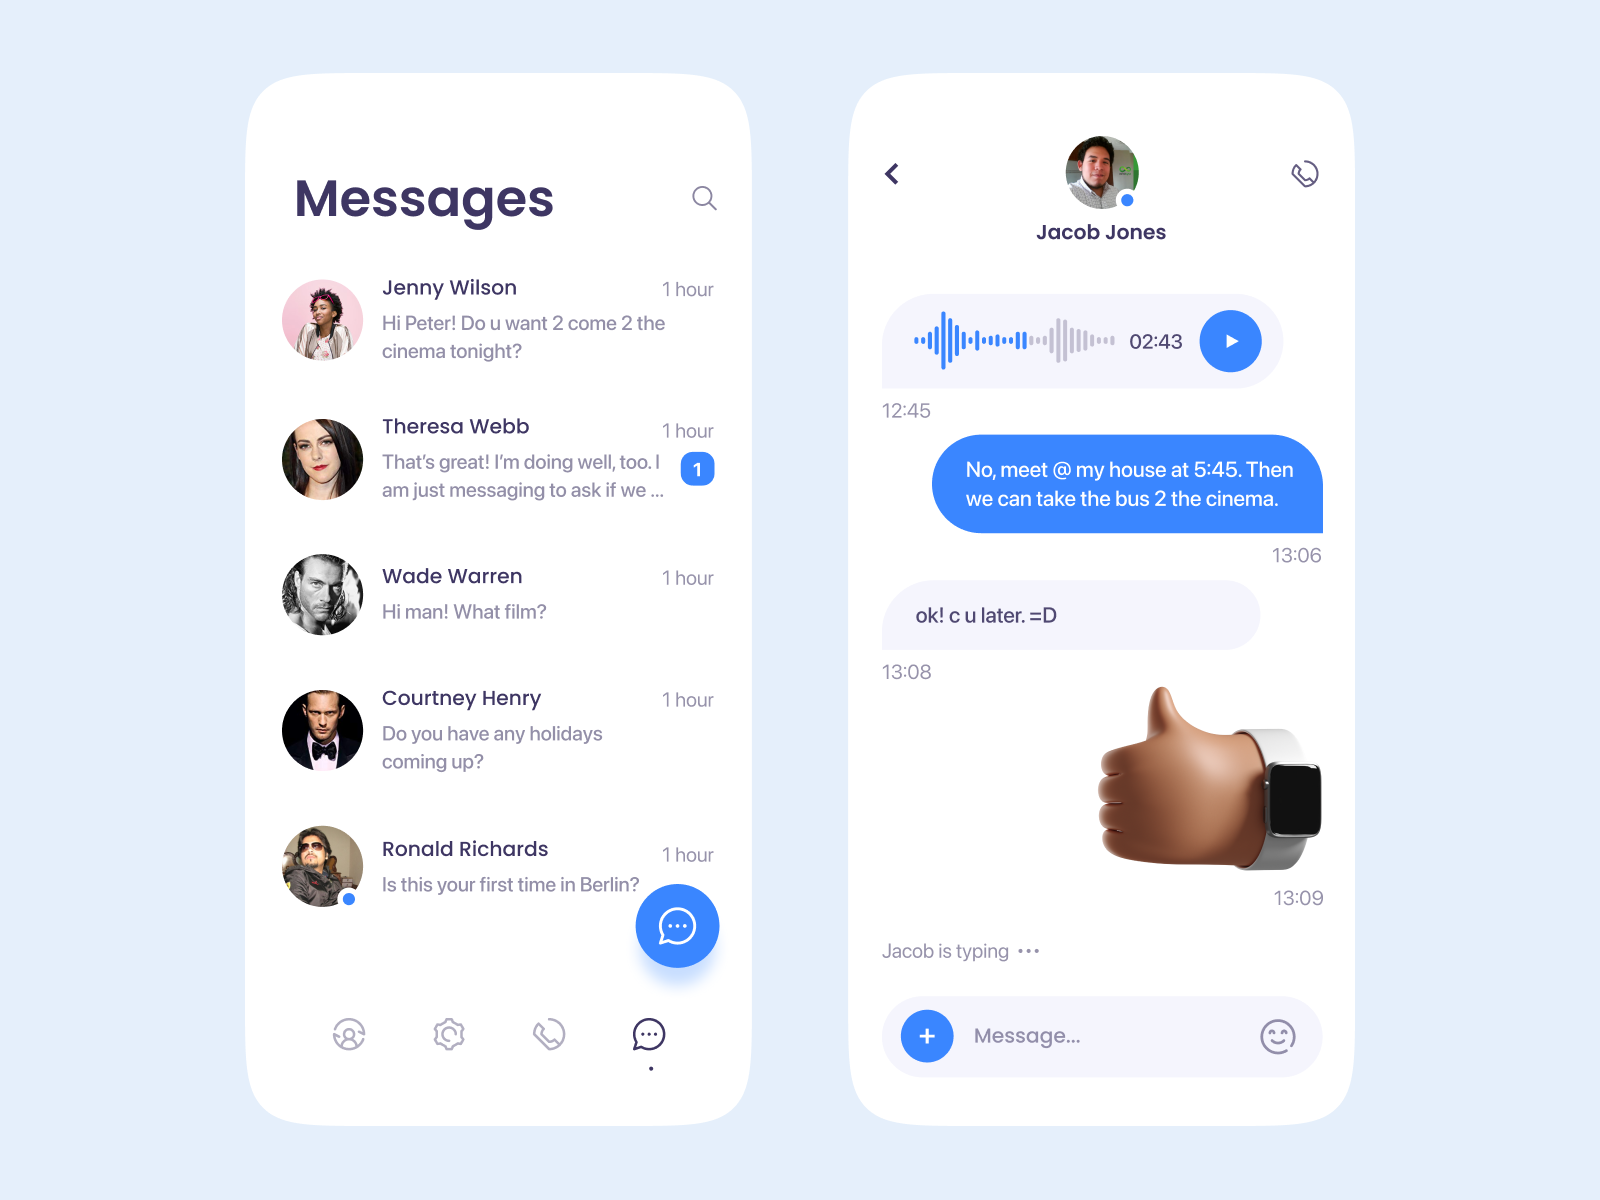 Messages
Jenny Wilson
1 hour
Hi Peter! Do u want 2 come 2 the
cinema tonight?
Theresa Webb
1 hour
That's great! I'm doing well, too. I
am just messaging to ask if we ...
1
Wade Warren
1 hour
Hi man! What film?
Courtney Henry
1 hour
Do you have any holidays
coming up?
Ronald Richards
1 hour
Is this your first time in Berlin?
Jacob Jones
02:43
12:45
No, meet @ my house at 5:45. Then
we can take the bus 2 the cinema.
13:06
ok! c u later. =D
13:08
13:09
Jacob is typing •••
Message...